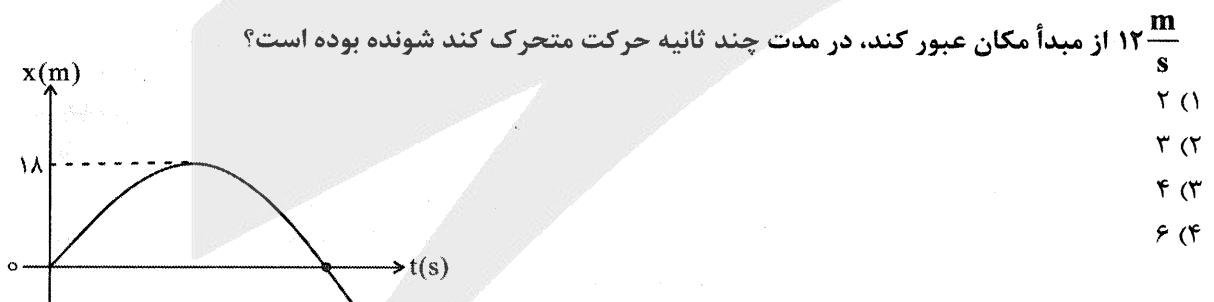 ۱۲ m/s از مبدأ مکان عبور کند، در مدت چند ثانیه حرکت متحرک کند شونده بوده است؟
۱) ۲
۲) ۳
۳) ۴
۴) ۶
x(m)
۱۸
۰
t(s)